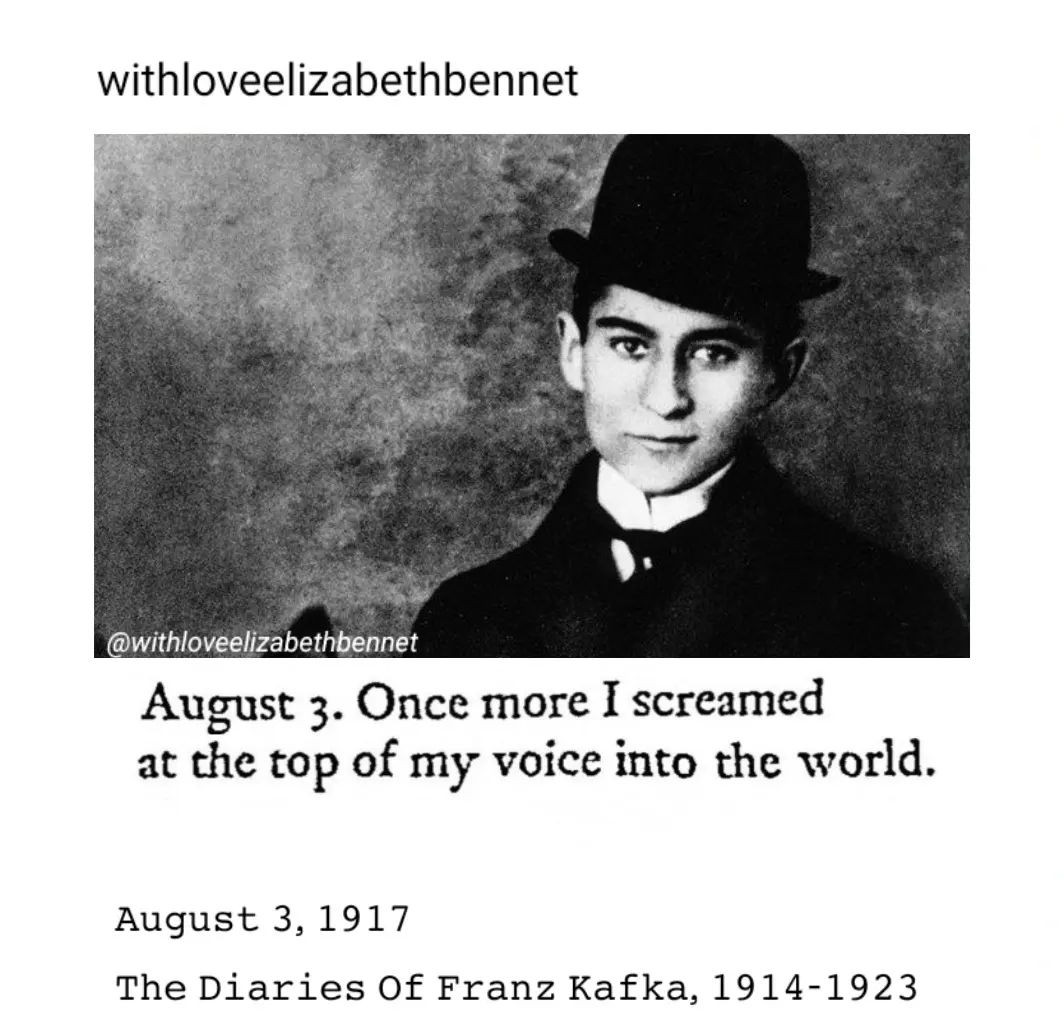 withloveelizabethbennet
@withloveelizabethbennet
August 3. Once more I screamed
at the top of my voice into the world.
August 3, 1917
The Diaries Of Franz Kafka, 1914-1923